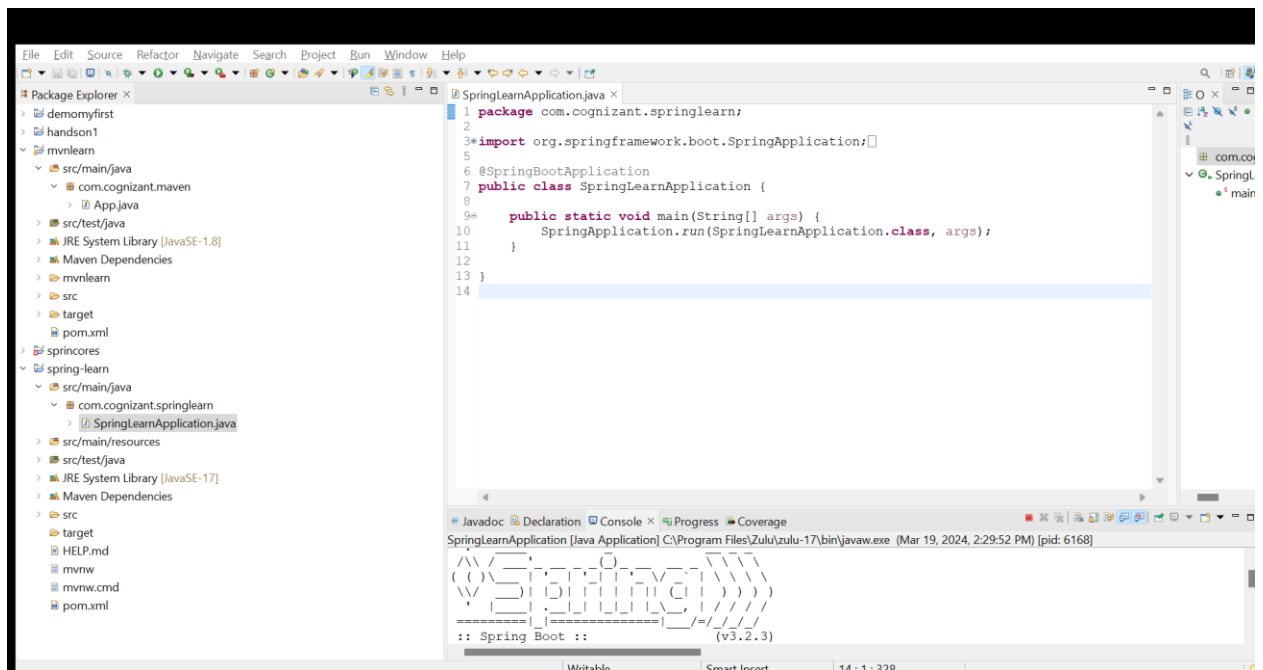 File Edit Source Refactor Navigate Search Project Run Window Help
Package Explorer ×
demomyfirst
handson1
mvnlearn
src/main/java
com.cognizant.maven
App.java
src/test/java
JRE System Library [JavaSE-1.8]
Maven Dependencies
mvnlearn
src
target
pom.xml
sprincores
spring-learn
src/main/java
com.cognizant.springlearn
SpringLearnApplication.java
src/main/resources
src/test/java
JRE System Library [JavaSE-17]
Maven Dependencies
src
target
HELP.md
mvnw
mvnw.cmd
pom.xml
SpringLearnApplication.java ×
1 package com.cognizant.springlearn;
2
3 import org.springframework.boot.SpringApplication;
5
6 @SpringBootApplication
7 public class SpringLearnApplication {
8
9 public static void main(String[] args) {
10 SpringApplication.run(SpringLearnApplication.class, args);
11 }
12
13 }
14
O ×
com.co
SpringL
main
Javadoc Declaration Console × Progress Coverage
SpringLearnApplication [Java Application] C:\Program Files\Zulu\zulu-17\bin\javaw.exe (Mar 19, 2024, 2:29:52 PM) [pid: 6168]
:: Spring Boot :: (v3.2.3)
Writable Smart Insert 14 : 1 : 328